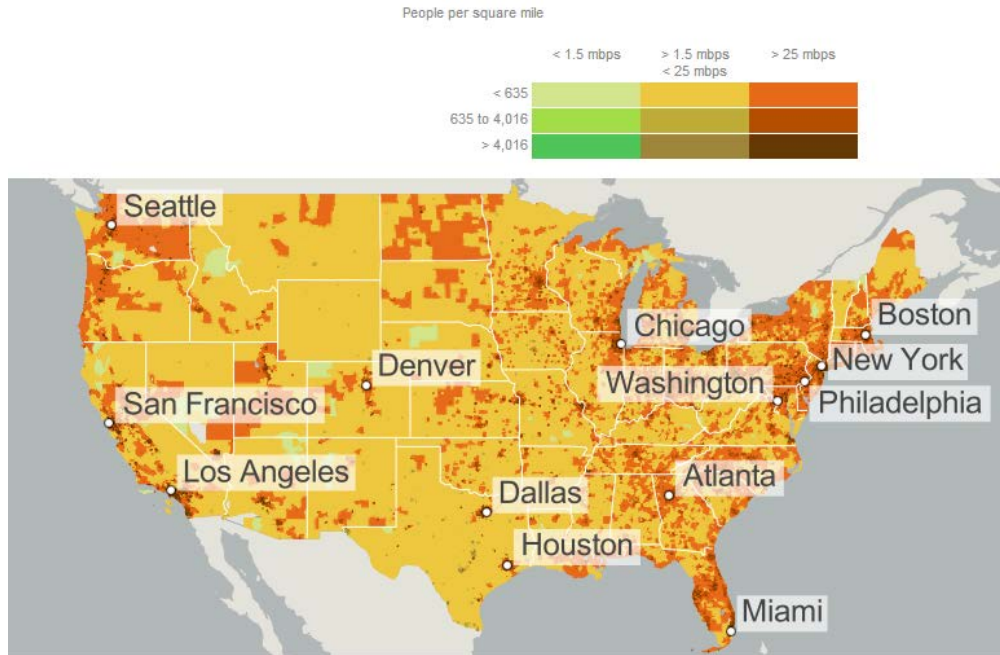 People per square mile
< 1.5 mbps
> 1.5 mbps
< 25 mbps
> 25 mbps
< 635
635 to 4,016
> 4,016
Seattle
Boston
Chicago
New York
Denver
Washington
Philadelphia
San Francisco
Los Angeles
Atlanta
Dallas
Houston
Miami